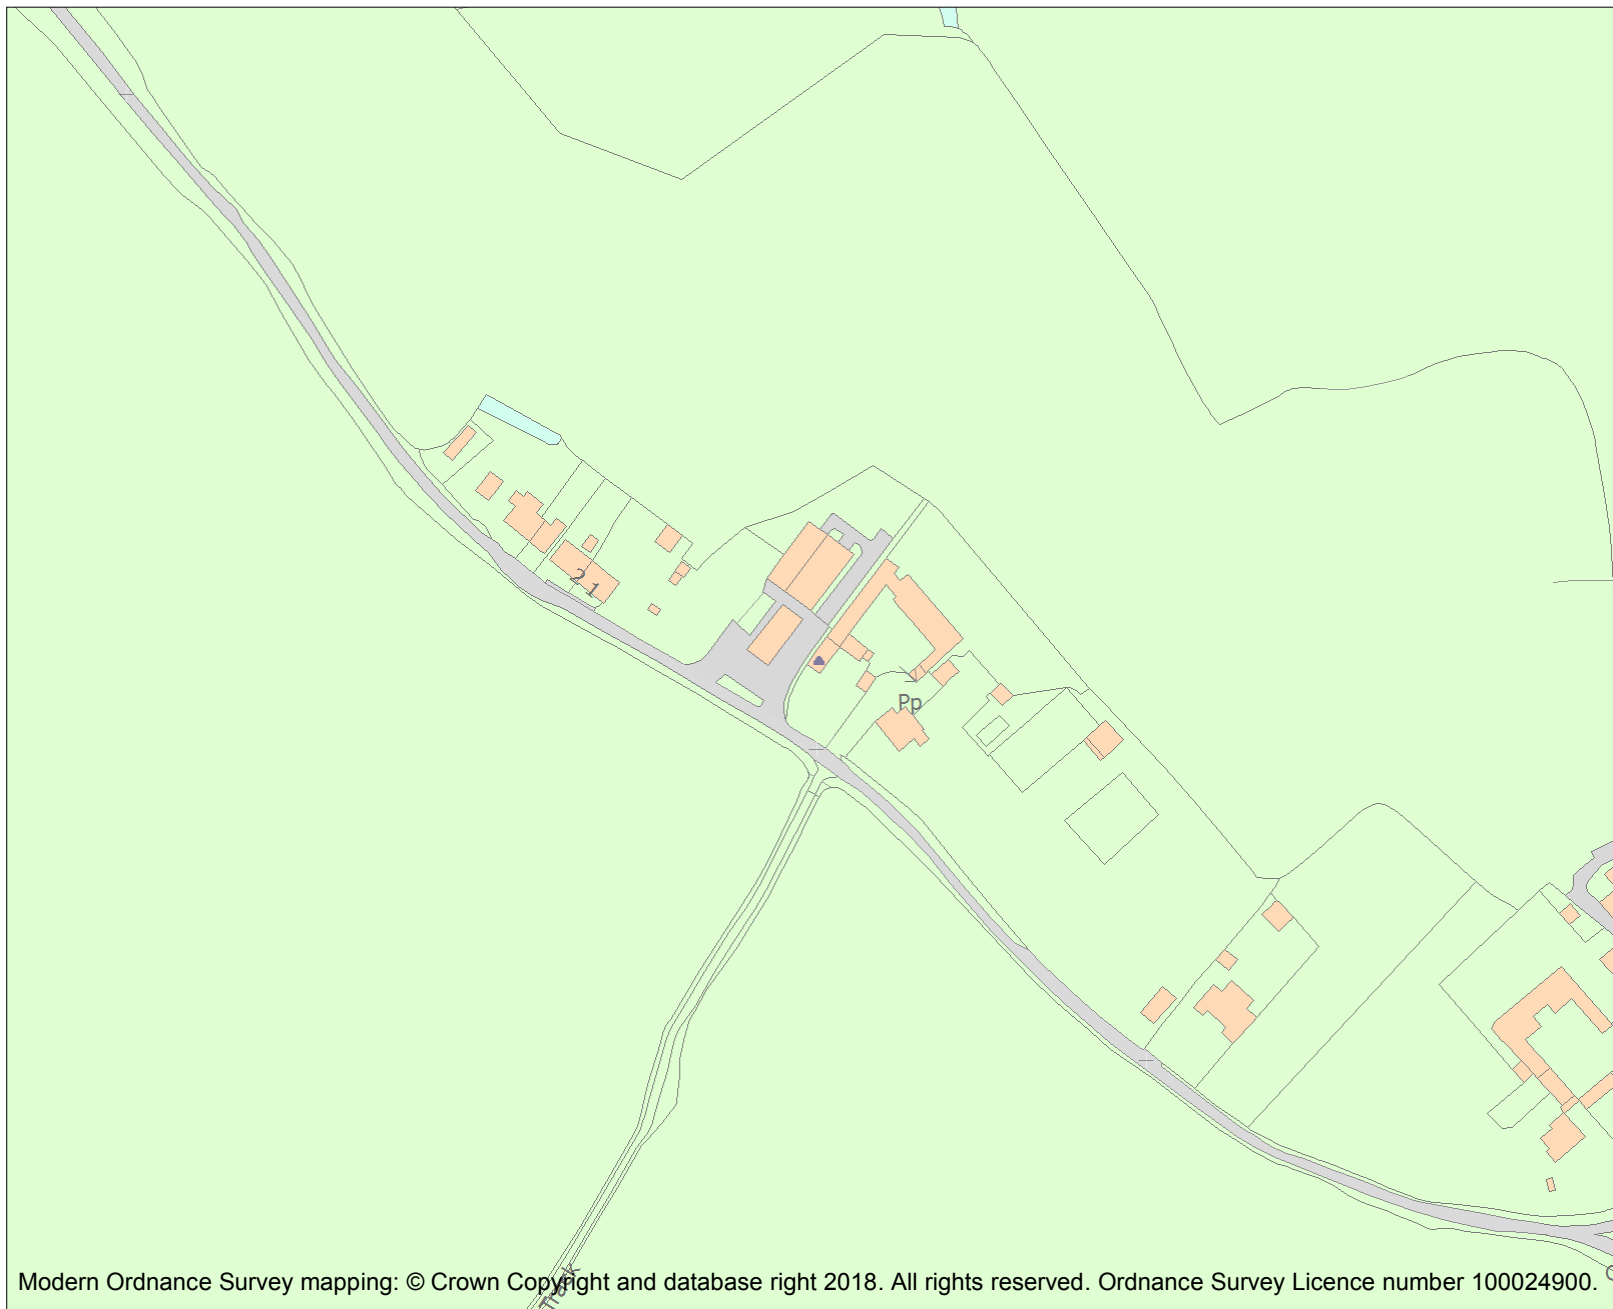 2 1
Pp
Track
Modern Ordnance Survey mapping: © Crown Copyright and database right 2018. All rights reserved. Ordnance Survey Licence number 100024900.